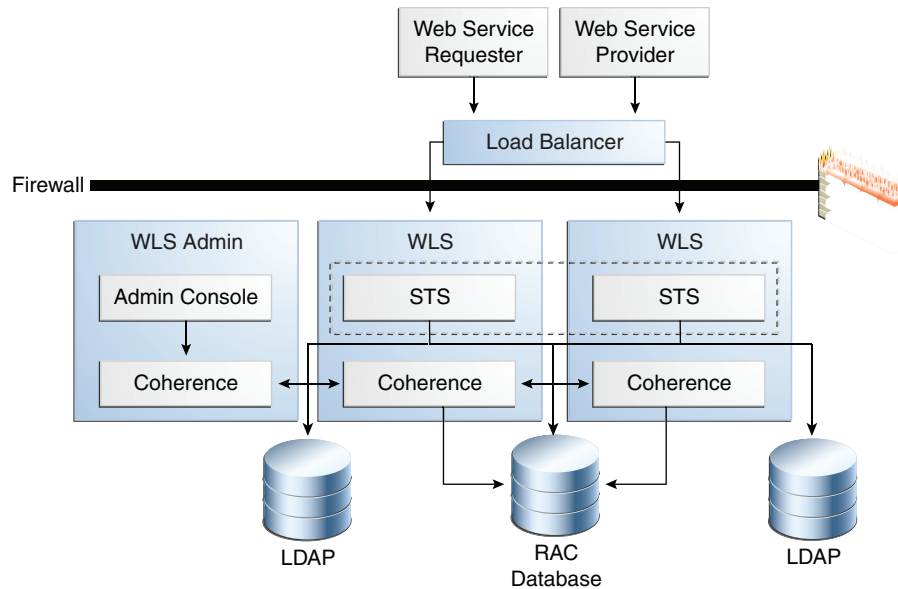 Web Service
Requester
Web Service
Provider
Load Balancer
Firewall
WLS Admin
WLS
WLS
Admin Console
STS
STS
Coherence
Coherence
Coherence
LDAP
RAC
Database
LDAP